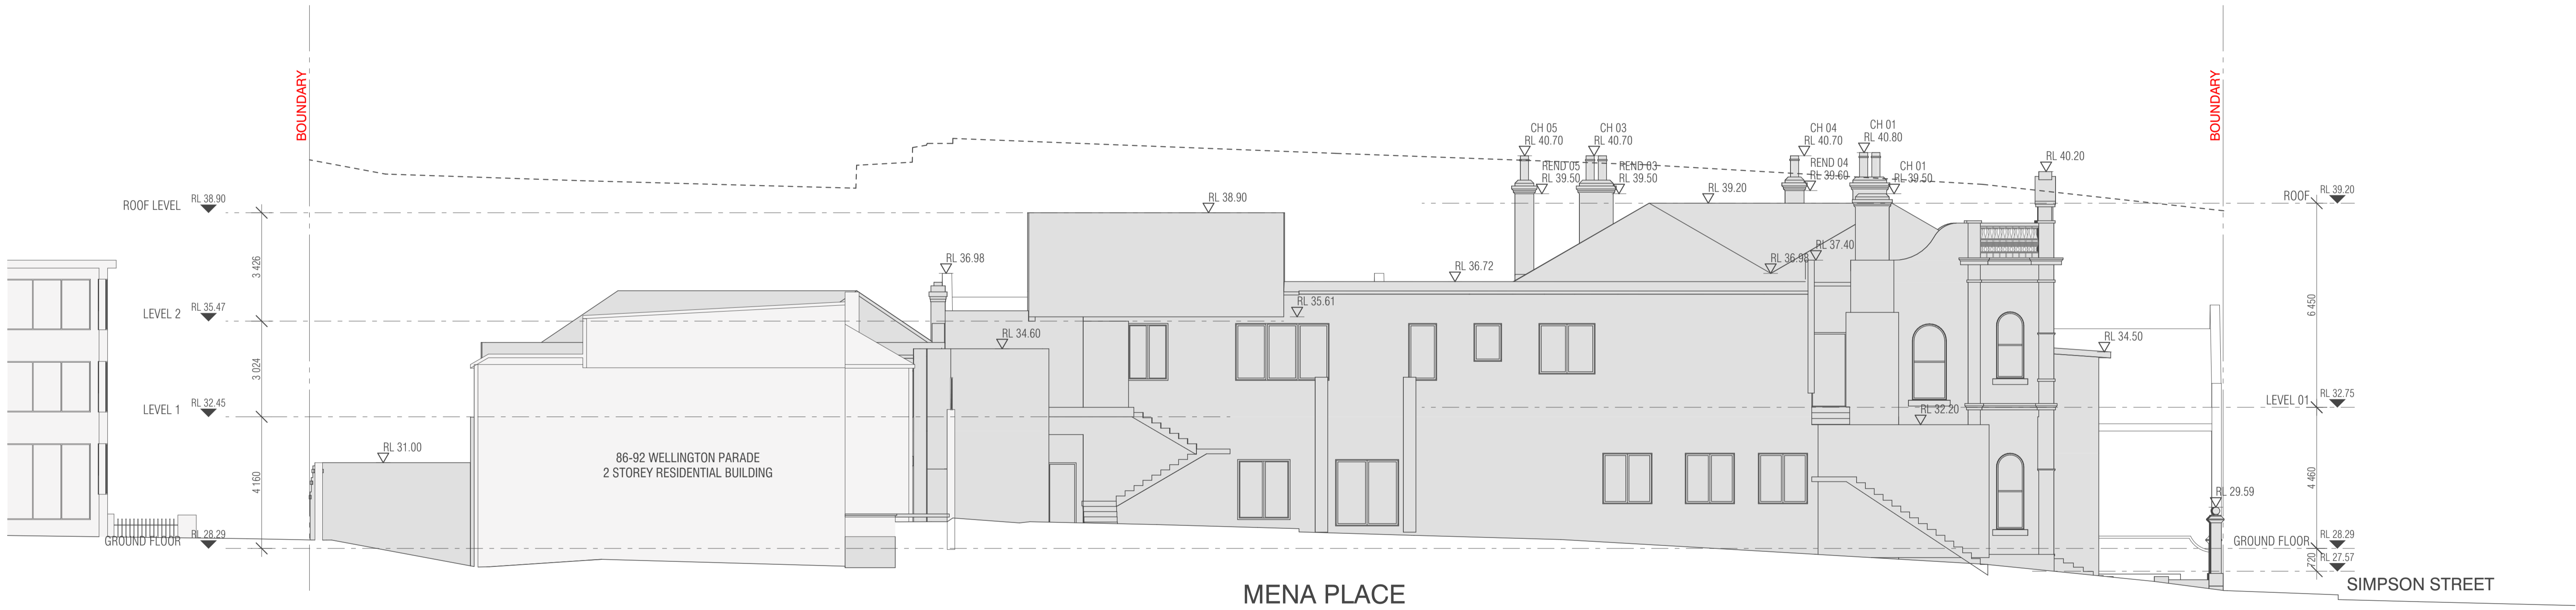 BOUNDARY
BOUNDARY
CH 05
RL 40.70
CH 03
RL 40.70
CH 04
RL 40.70
CH 01
RL 40.80
REND 05
RL 39.50
REND 03
RL 39.50
REND 04
RL 39.60
CH 01
RL 39.50
RL 40.20
ROOF LEVEL
RL 38.90
RL 38.90
RL 39.20
ROOF
RL 39.20
3 426
RL 36.98
RL 36.72
RL 36.98
RL 37.40
LEVEL 2
RL 35.47
RL 35.61
6 450
RL 34.60
RL 34.50
3 024
LEVEL 1
RL 32.45
RL 32.20
LEVEL 01
RL 32.75
RL 31.00
86-92 WELLINGTON PARADE
2 STOREY RESIDENTIAL BUILDING
4 160
4 460
RL 29.59
GROUND FLOOR
RL 28.29
GROUND FLOOR
RL 28.29
720
RL 27.57
MENA PLACE
SIMPSON STREET